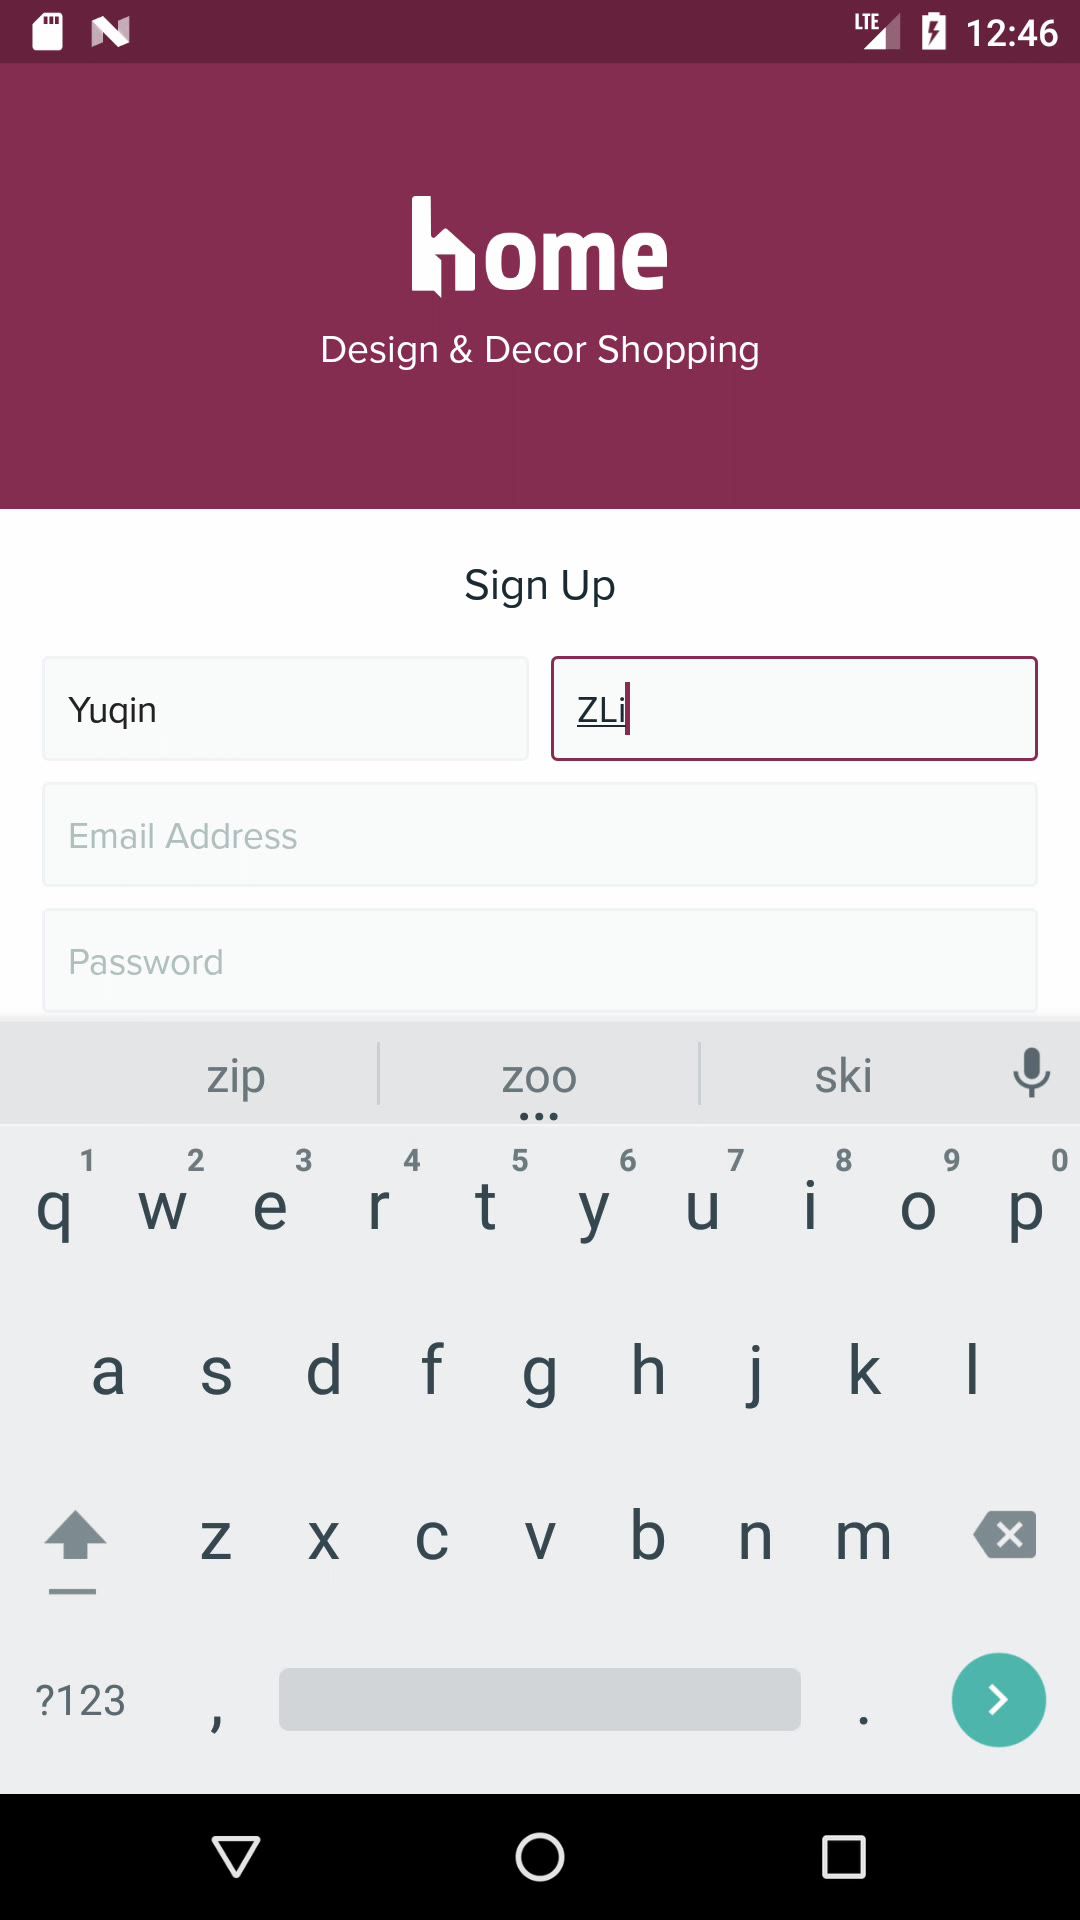 LTE 12:46
home
Design & Decor Shopping
Sign Up
Yuqin ZLi
Email Address
Password
zip zoo ski
1 2 3 4 5 6 7 8 9 0
q w e r t y u i o p
a s d f g h j k l
z x c v b n m
?123 , .